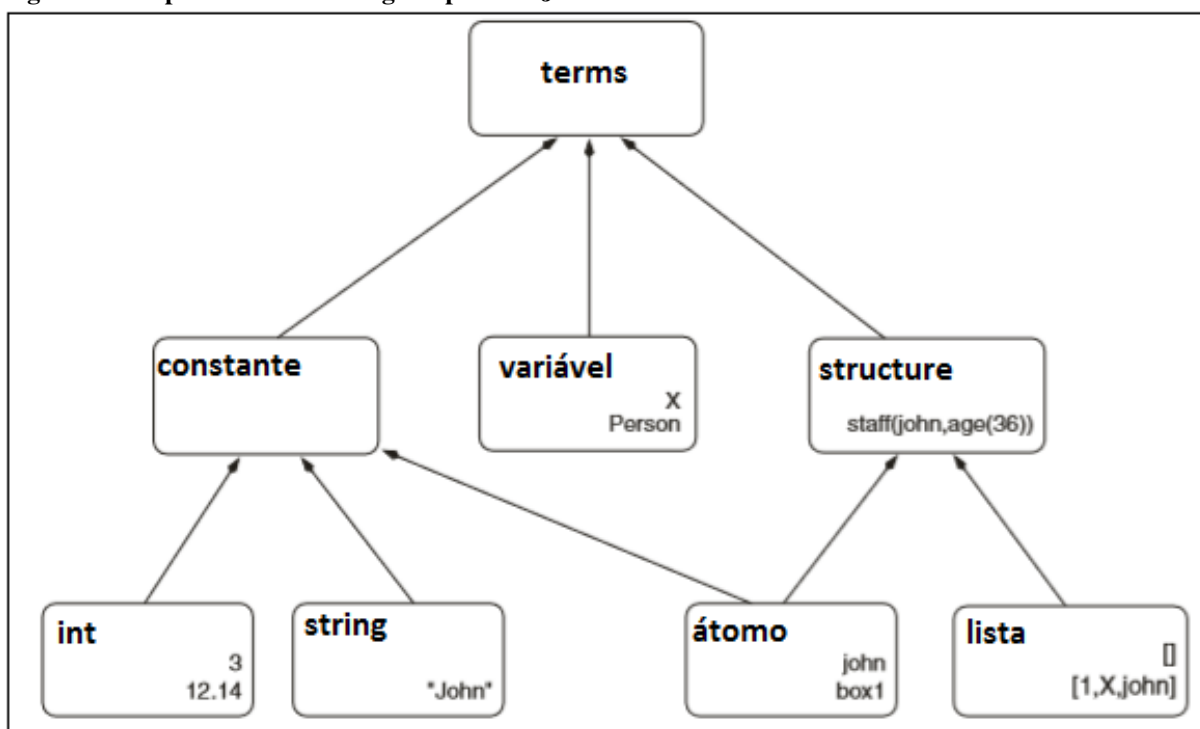 terms
constante
variável
X
Person
structure
staff(john,age(36))
int
3
12.14
string
"John"
átomo
john
box1
lista
[]
[1,X,john]